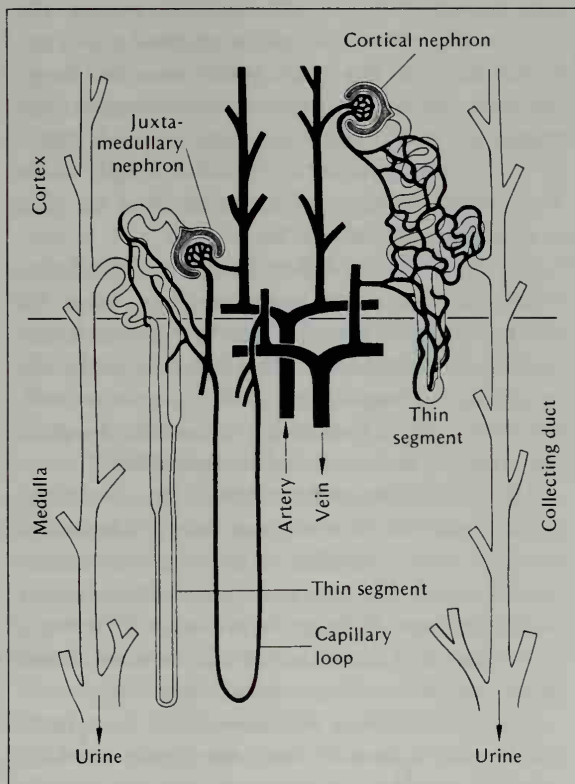 Cortical nephron
Juxta-
medullary
nephron
Cortex
Thin
segment
Medulla
Artery
Vein
Collecting duct
Thin segment
Capillary
loop
Urine
Urine